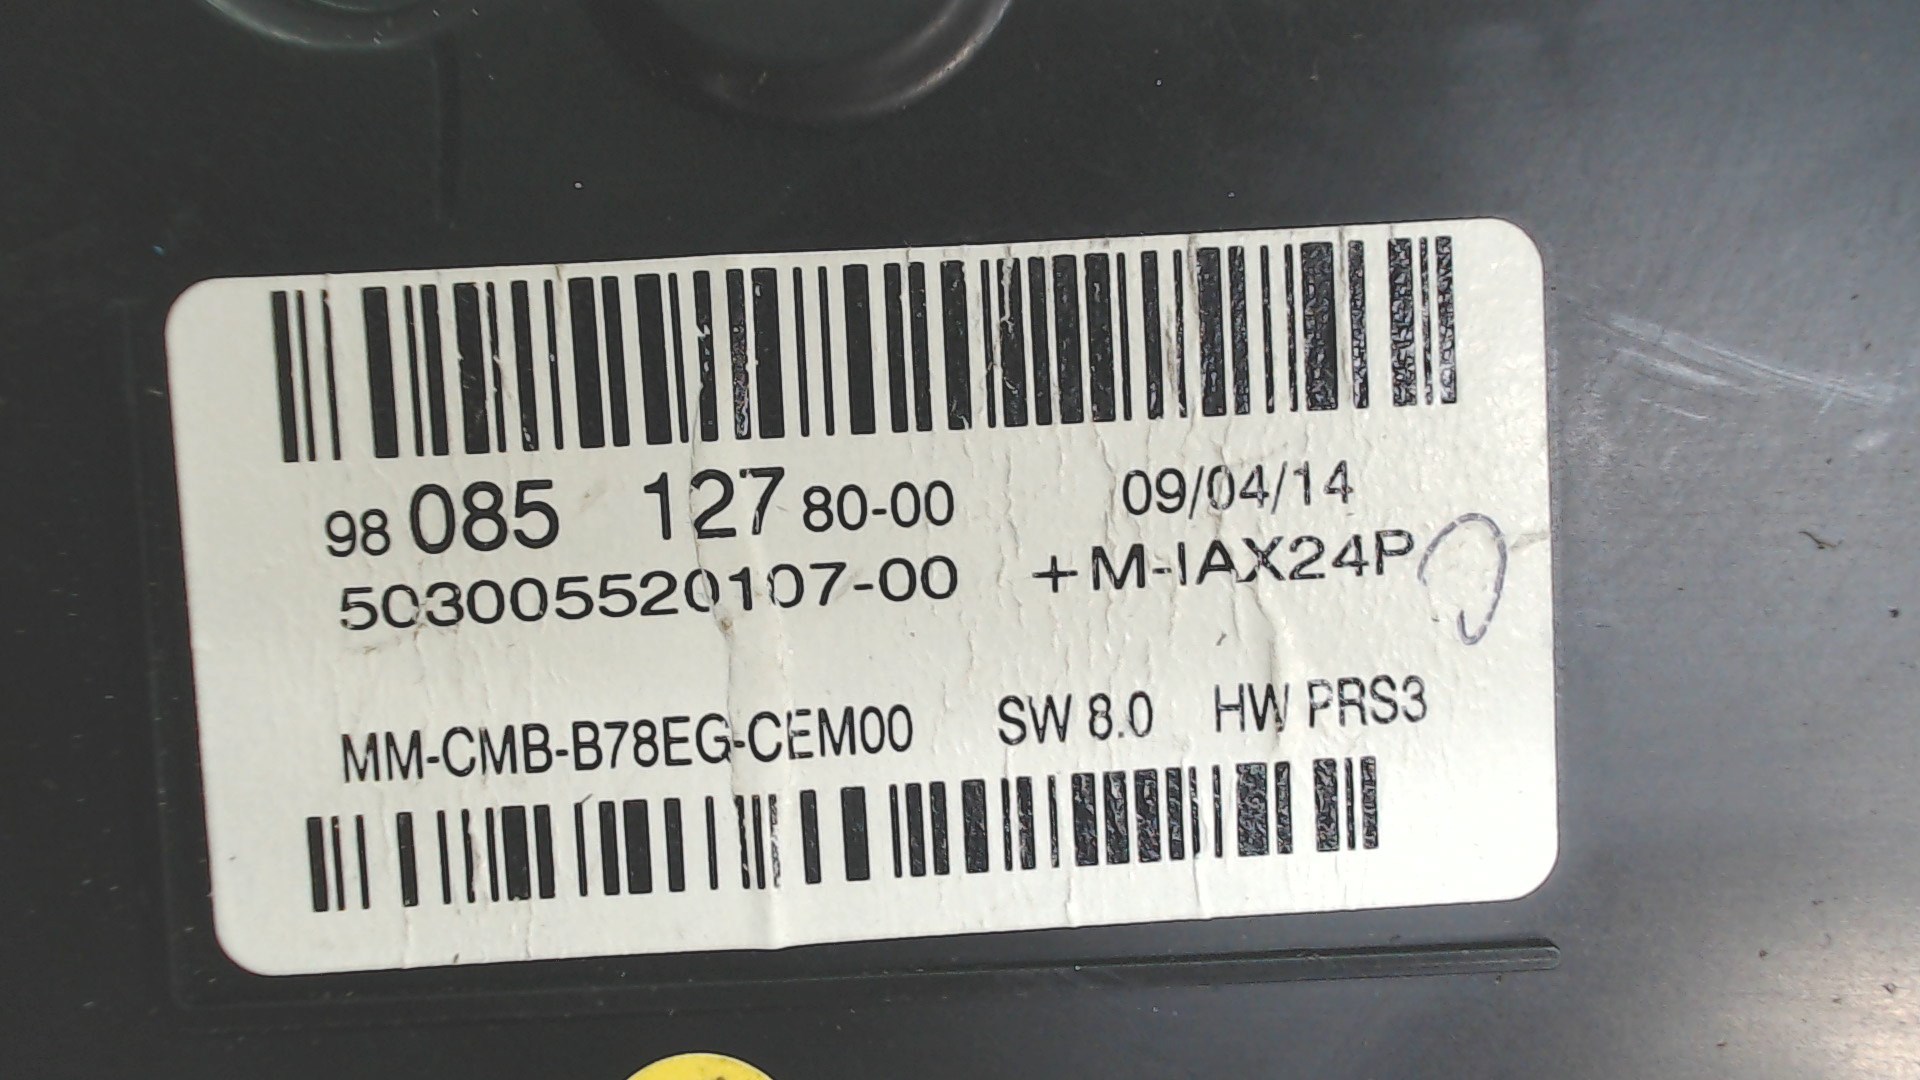 98 085 127 80-00 09/04/14
503005520107-00 +M-IAX24P
MM-CMB-B78EG-CEM00 SW 8.0 HW PRS3